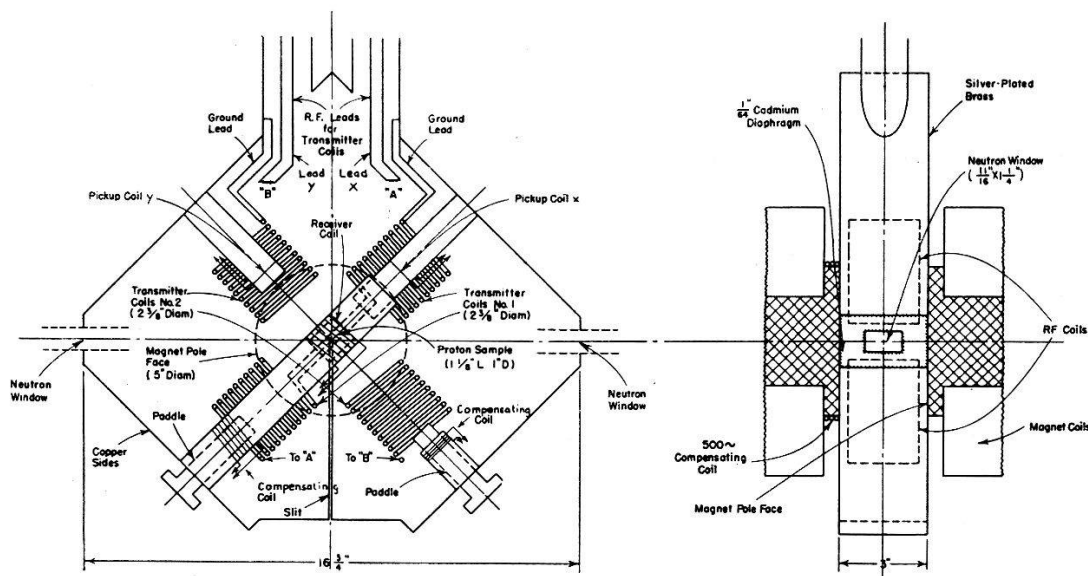 Ground
Lead
R.F. Leads
for
Transmitter
Coils
Ground
Lead
"B"
Lead
y
Lead
X
"A"
Pickup Coil y
Receiver
Coil
Pickup Coil x
Transmitter
Coils No.2
(2 3/8" Diam)
Transmitter
Coils No.1
(2 3/8" Diam)
Magnet Pole
Face
(5" Diam)
Proton Sample
(1 1/8" L 1" D)
Neutron
Window
Neutron
Window
Paddle
Copper
Sides
Compensating
Coil
To "A"
To "B"
Compensating
Coil
Paddle
Slit
16 3/4"
1/64" Cadmium
Diaphragm
Silver-Plated
Brass
Neutron Window
(11/16" X 1 1/4")
RF Coils
500~
Compensating
Coil
Magnet Coils
Magnet Pole Face
3"